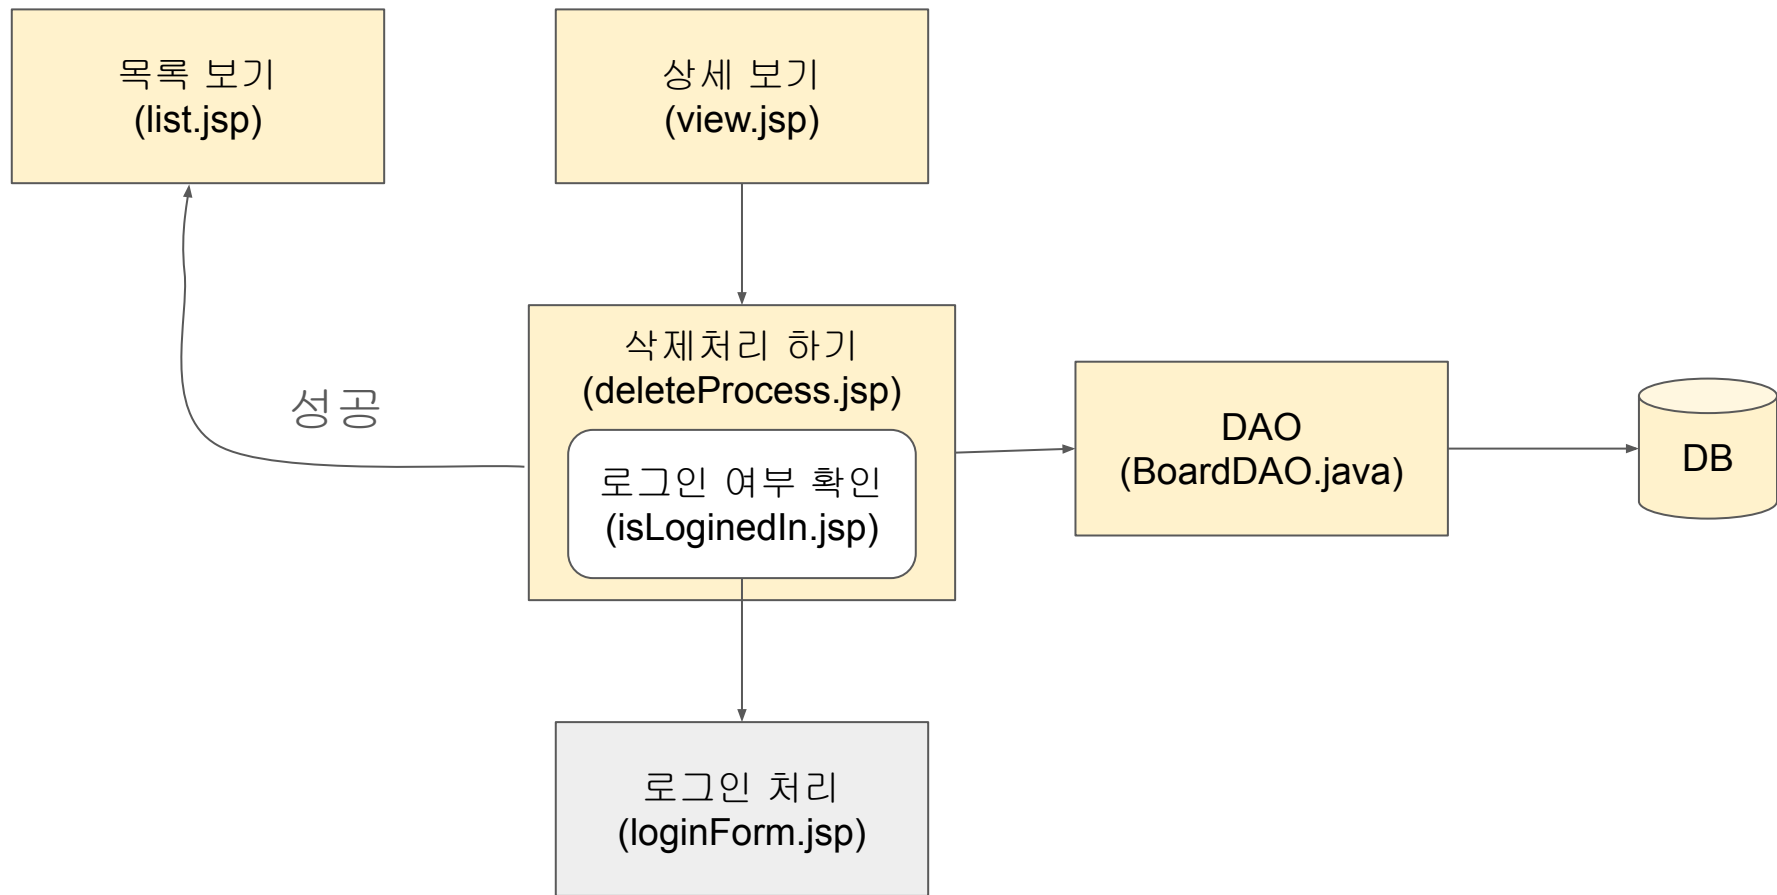 목록 보기
(list.jsp)
상세 보기
(view.jsp)
삭제처리 하기
(deleteProcess.jsp)
성공
로그인 여부 확인
(isLoginedIn.jsp)
DAO
(BoardDAO.java)
DB
로그인 처리
(loginForm.jsp)